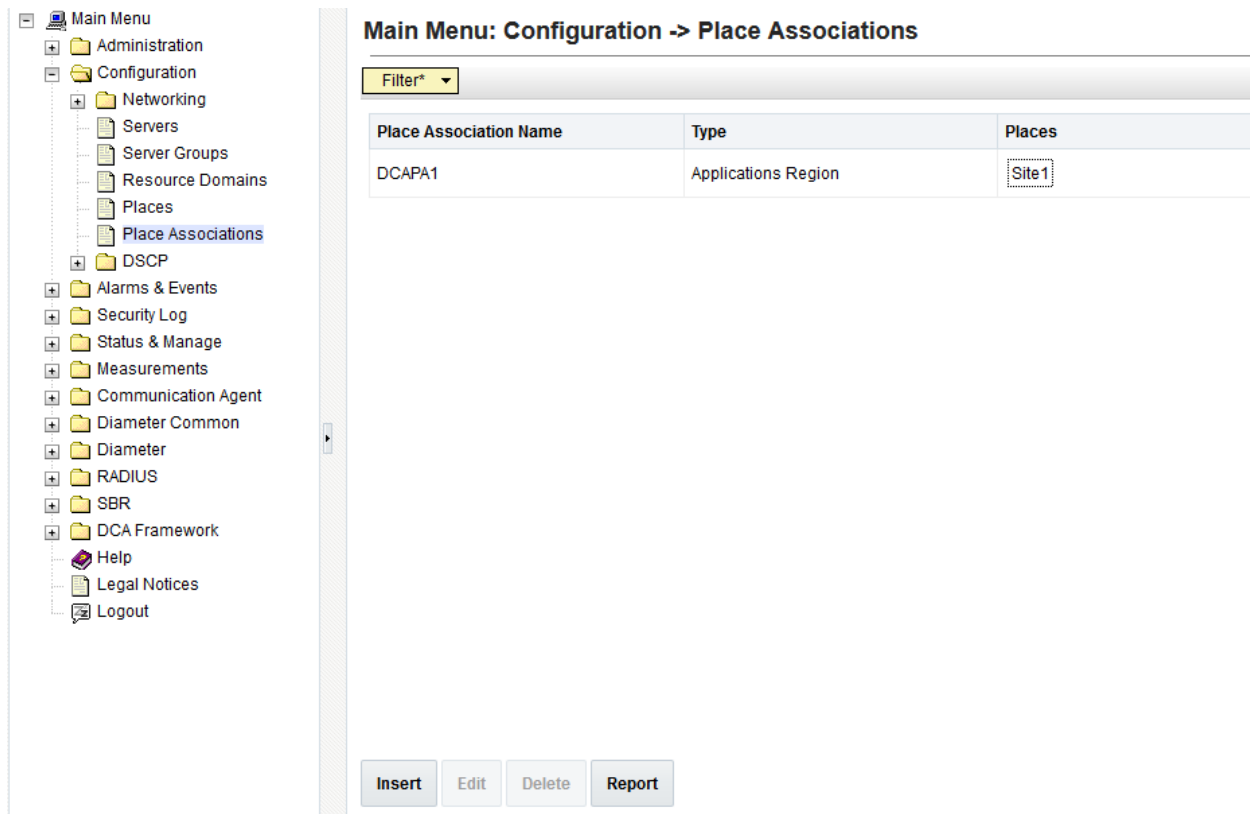 Main Menu
Administration
Configuration
Networking
Servers
Server Groups
Resource Domains
Places
Place Associations
DSCP
Alarms & Events
Security Log
Status & Manage
Measurements
Communication Agent
Diameter Common
Diameter
RADIUS
SBR
DCA Framework
Help
Legal Notices
Logout
Main Menu: Configuration -> Place Associations
Filter*
Place Association Name Type Places
DCAPA1 Applications Region Site1
Insert Edit Delete Report